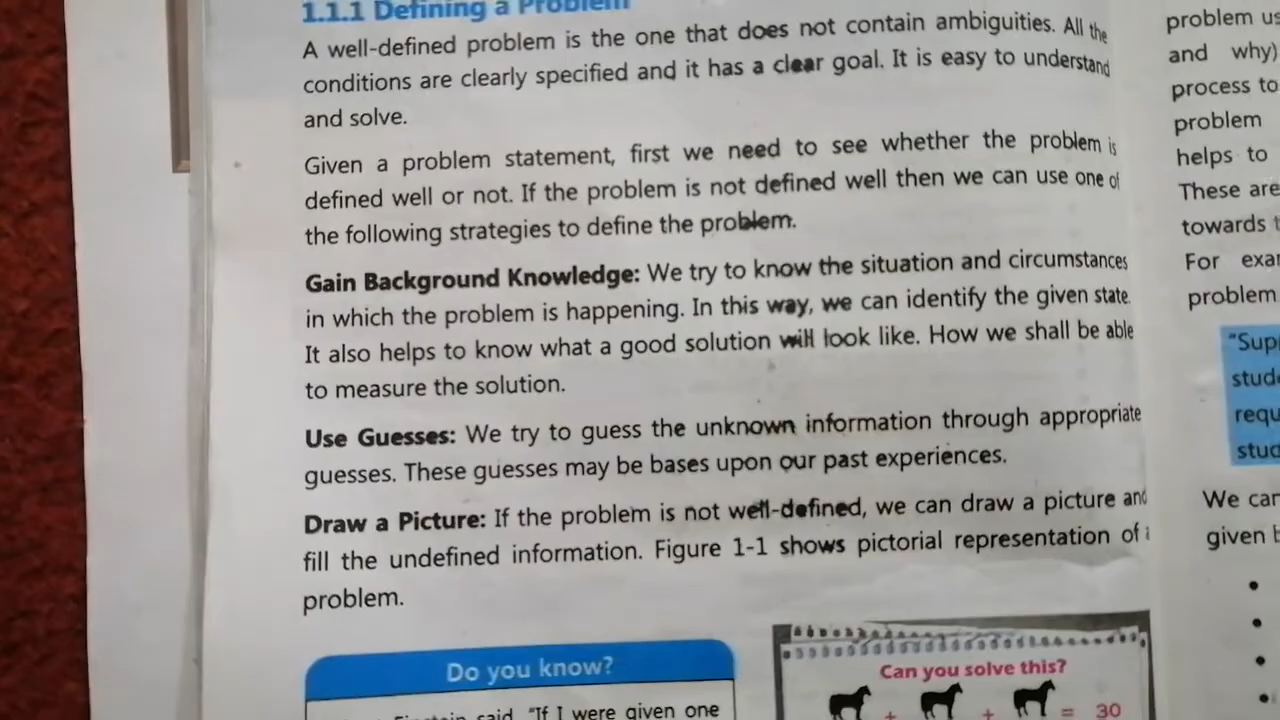 1.1.1 Defining a Problem
A well-defined problem is the one that does not contain ambiguities. All the
conditions are clearly specified and it has a clear goal. It is easy to understand
and solve.
Given a problem statement, first we need to see whether the problem is
defined well or not. If the problem is not defined well then we can use one of
the following strategies to define the problem.
Gain Background Knowledge: We try to know the situation and circumstances
in which the problem is happening. In this way, we can identify the given state.
It also helps to know what a good solution will look like. How we shall be able
to measure the solution.
Use Guesses: We try to guess the unknown information through appropriate
guesses. These guesses may be bases upon our past experiences.
Draw a Picture: If the problem is not well-defined, we can draw a picture and
fill the undefined information. Figure 1-1 shows pictorial representation of
problem.
Do you know?
said, "If I were given one
Can you solve this?
+ + = 30
problem
and why)
process to
problem
helps to
These are
towards
For
problem
We
given